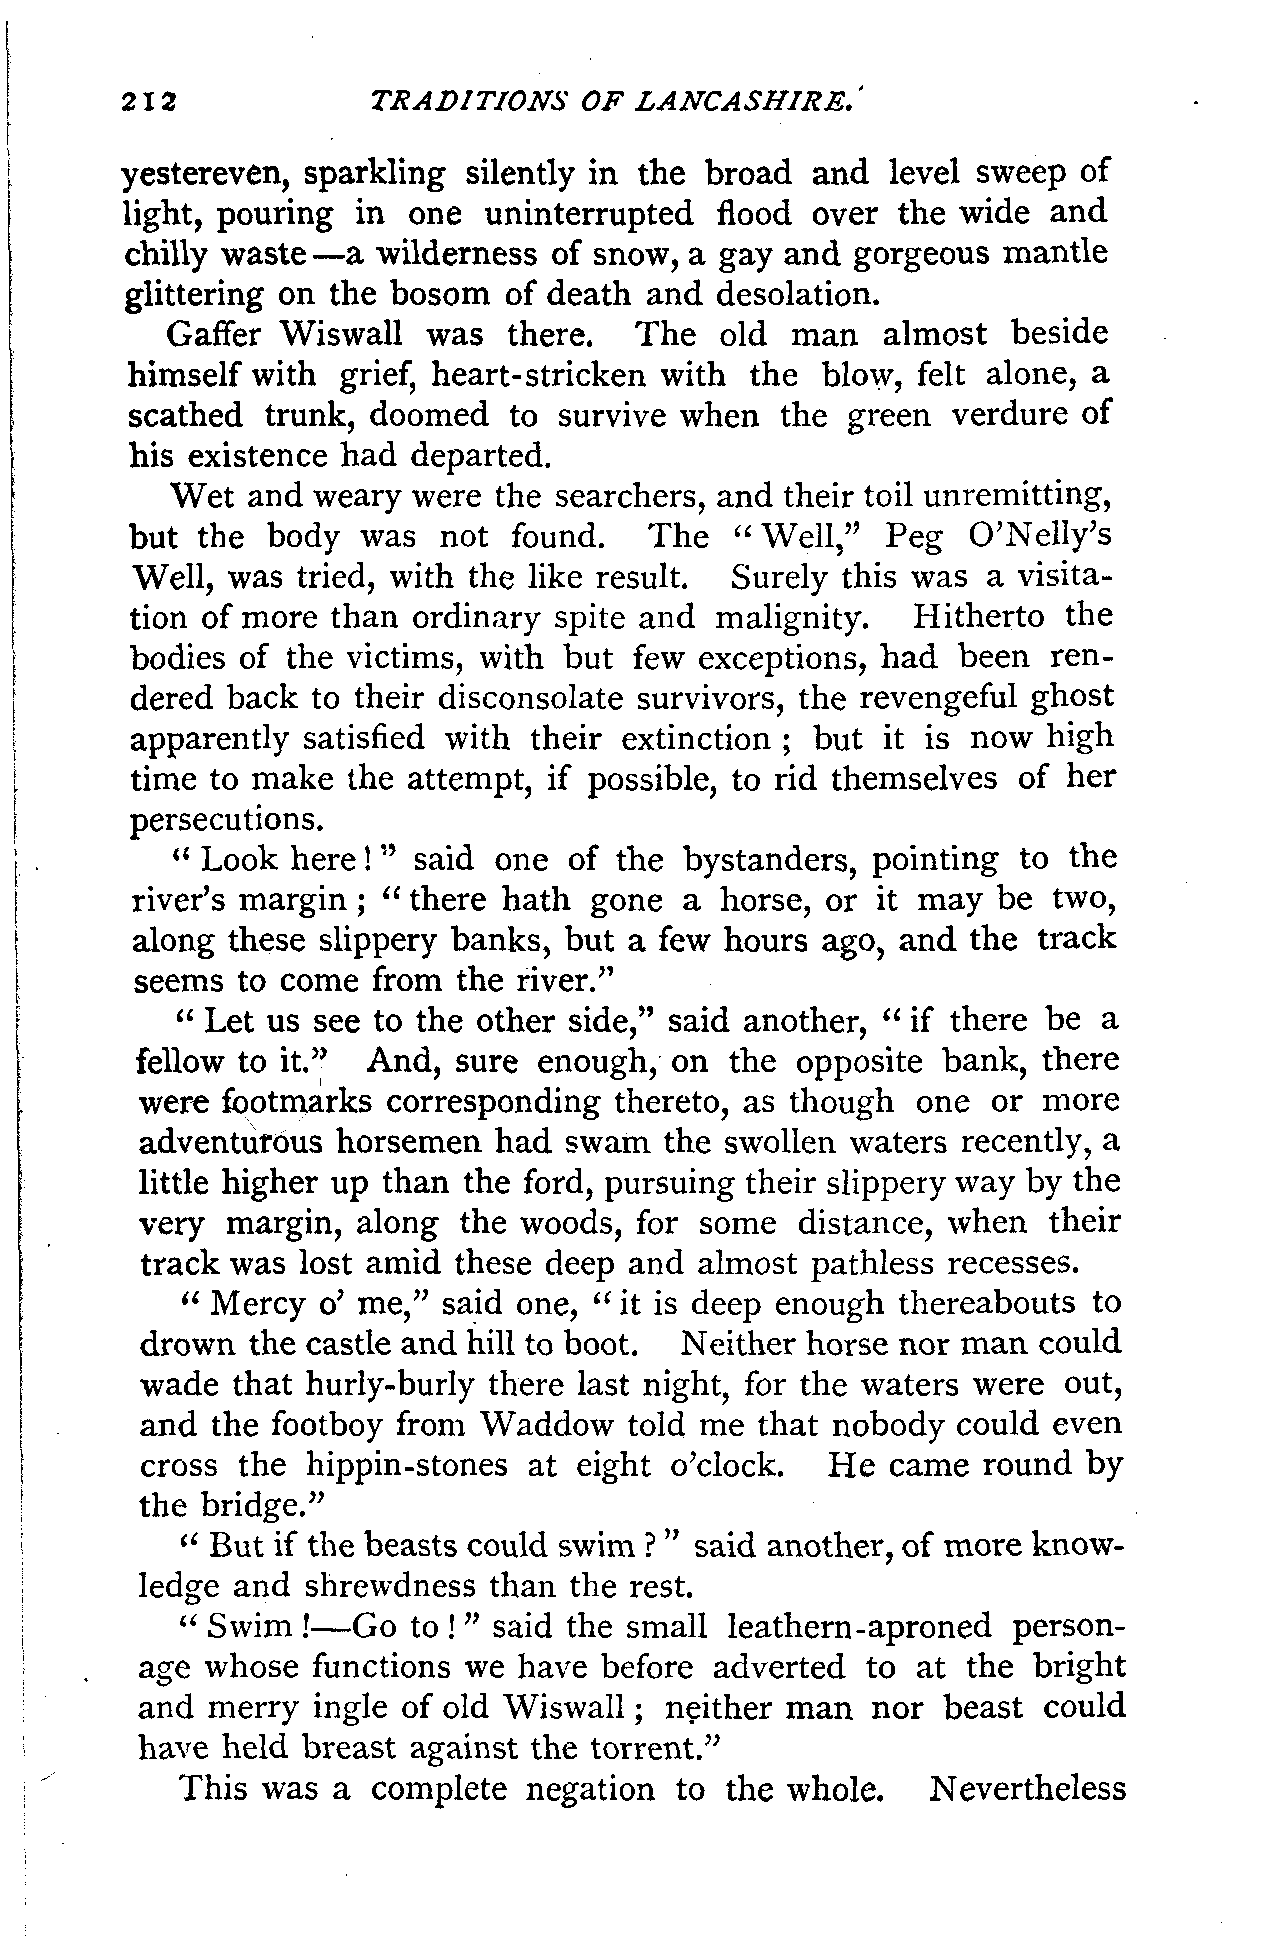 212 TRADITIONS OF LANCASHIRE.
yestereven, sparkling silently in the broad and level sweep of
light, pouring in one uninterrupted flood over the wide and
chilly waste—a wilderness of snow, a gay and gorgeous mantle
glittering on the bosom of death and desolation.
Gaffer Wiswall was there. The old man almost beside
himself with grief, heart-stricken with the blow, felt alone, a
scathed trunk, doomed to survive when the green verdure of
his existence had departed.
Wet and weary were the searchers, and their toil unremitting,
but the body was not found. The “Well,” Peg O’Nelly’s
Well, was tried, with the like result. Surely this was a visita-
tion of more than ordinary spite and malignity. Hitherto the
bodies of the victims, with but few exceptions, had been ren-
dered back to their disconsolate survivors, the revengeful ghost
apparently satisfied with their extinction; but it is now high
time to make the attempt, if possible, to rid themselves of her
persecutions.
“Look here!” said one of the bystanders, pointing to the
river’s margin; “there hath gone a horse, or it may be two,
along these slippery banks, but a few hours ago, and the track
seems to come from the river.”
“Let us see to the other side,” said another, “if there be a
fellow to it.” And, sure enough, on the opposite bank, there
were footmarks corresponding thereto, as though one or more
adventurous horsemen had swam the swollen waters recently, a
little higher up than the ford, pursuing their slippery way by the
very margin, along the woods, for some distance, when their
track was lost amid these deep and almost pathless recesses.
“Mercy o’ me,” said one, “it is deep enough thereabouts to
drown the castle and hill to boot. Neither horse nor man could
wade that hurly-burly there last night, for the waters were out,
and the footboy from Waddow told me that nobody could even
cross the hippin-stones at eight o’clock. He came round by
the bridge.”
“But if the beasts could swim?” said another, of more know-
ledge and shrewdness than the rest.
“Swim!—Go to!” said the small leathern-aproned person-
age whose functions we have before adverted to at the bright
and merry ingle of old Wiswall; neither man nor beast could
have held breast against the torrent.”
This was a complete negation to the whole. Nevertheless